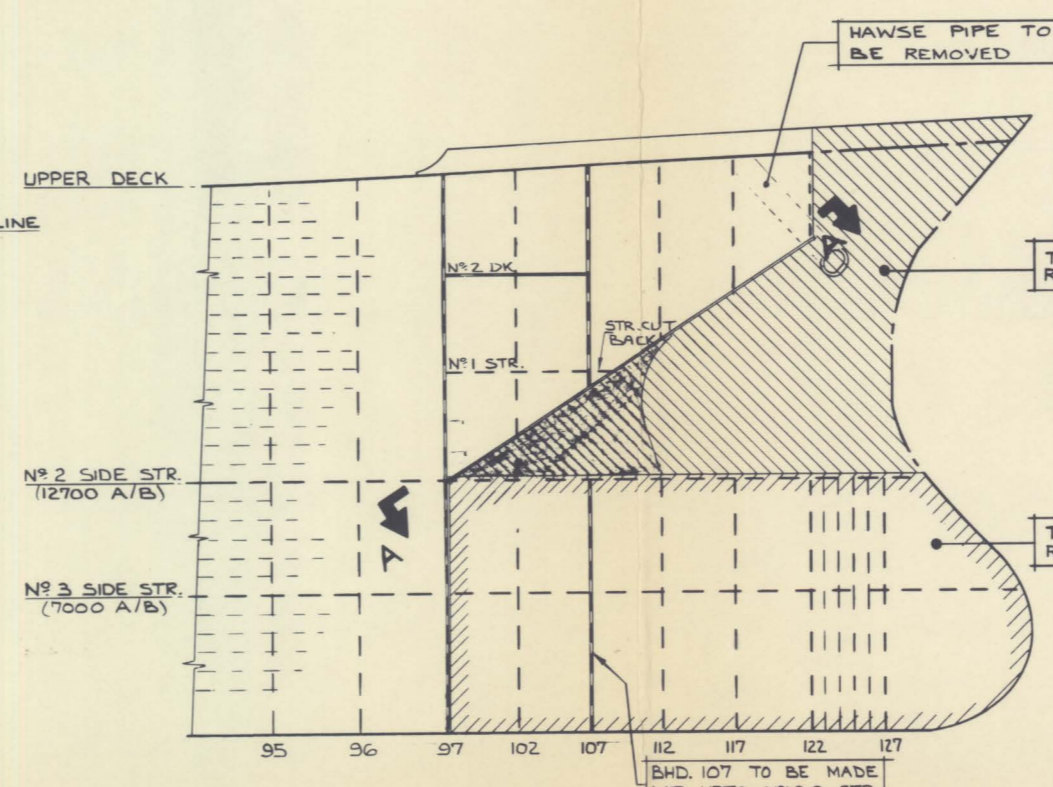 HAWSE PIPE TO
BE REMOVED
UPPER DECK
LINE
Nº 2 DK
A
STR. CUT
BACK
Nº 1 STR.
Nº 2 SIDE STR.
(12700 A/B)
A
Nº 3 SIDE STR.
(7000 A/B)
95 96 97 102 107 112 117 122 127
BHD. 107 TO BE MADE